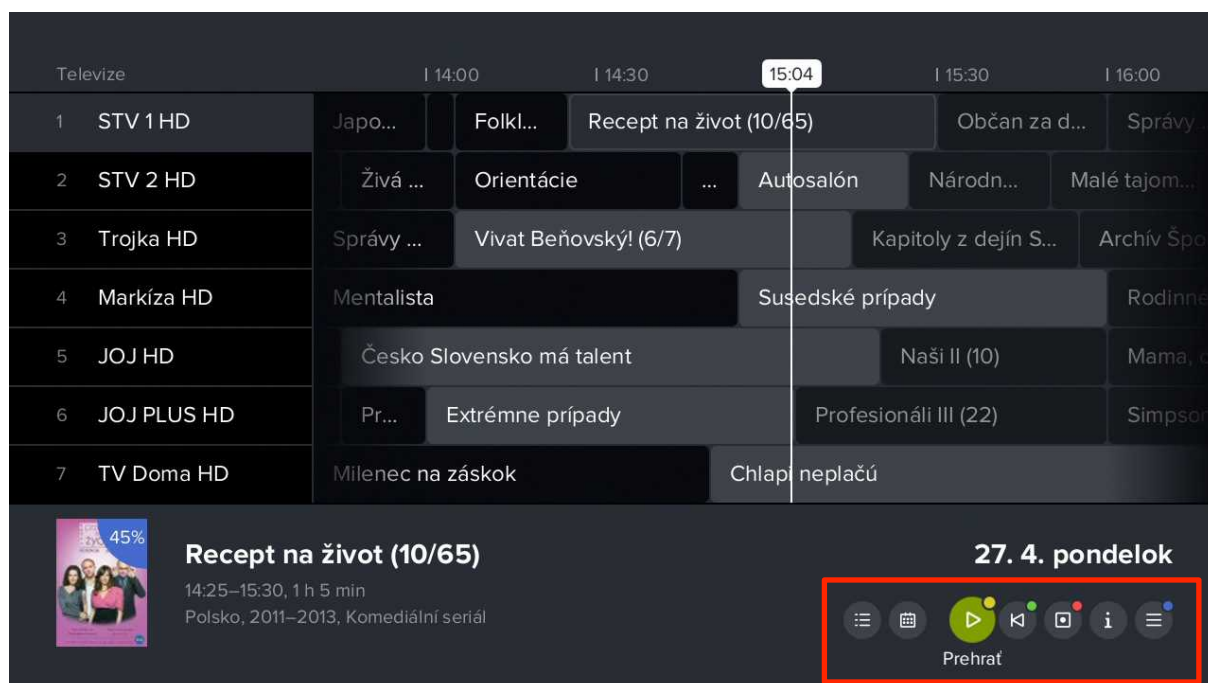 Televize 14:00 14:30 15:04 15:30 16:00
1 STV 1 HD Japo... Folkl... Recept na život (10/65) Občan za d... Správy
2 STV 2 HD Živá ... Orientácie ... Autosalón Národn... Malé tajom...
3 Trojka HD Správy ... Vivat Beňovský! (6/7) Kapitoly z dejín S... Archív Špo
4 Markíza HD Mentalista Susedské prípady Rodinné
5 JOJ HD Česko Slovensko má talent Naši II (10) Mama,
6 JOJ PLUS HD Pr... Extrémne prípady Profesionáli III (22) Simpson
7 TV Doma HD Milenec na záskok Chlapi neplačú
45%
Recept na život (10/65) 27. 4. pondelok
14:25–15:30, 1 h 5 min
Polsko, 2011–2013, Komediální seriál
Prehrať